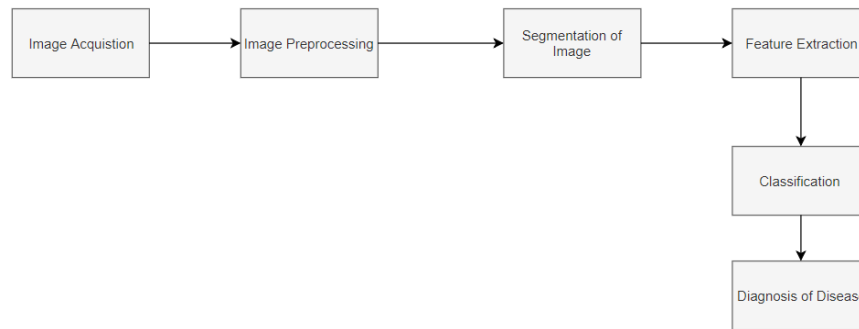 Image Acquistion
Image Preprocessing
Segmentation of
Image
Feature Extraction
Classification
Diagnosis of Diseas